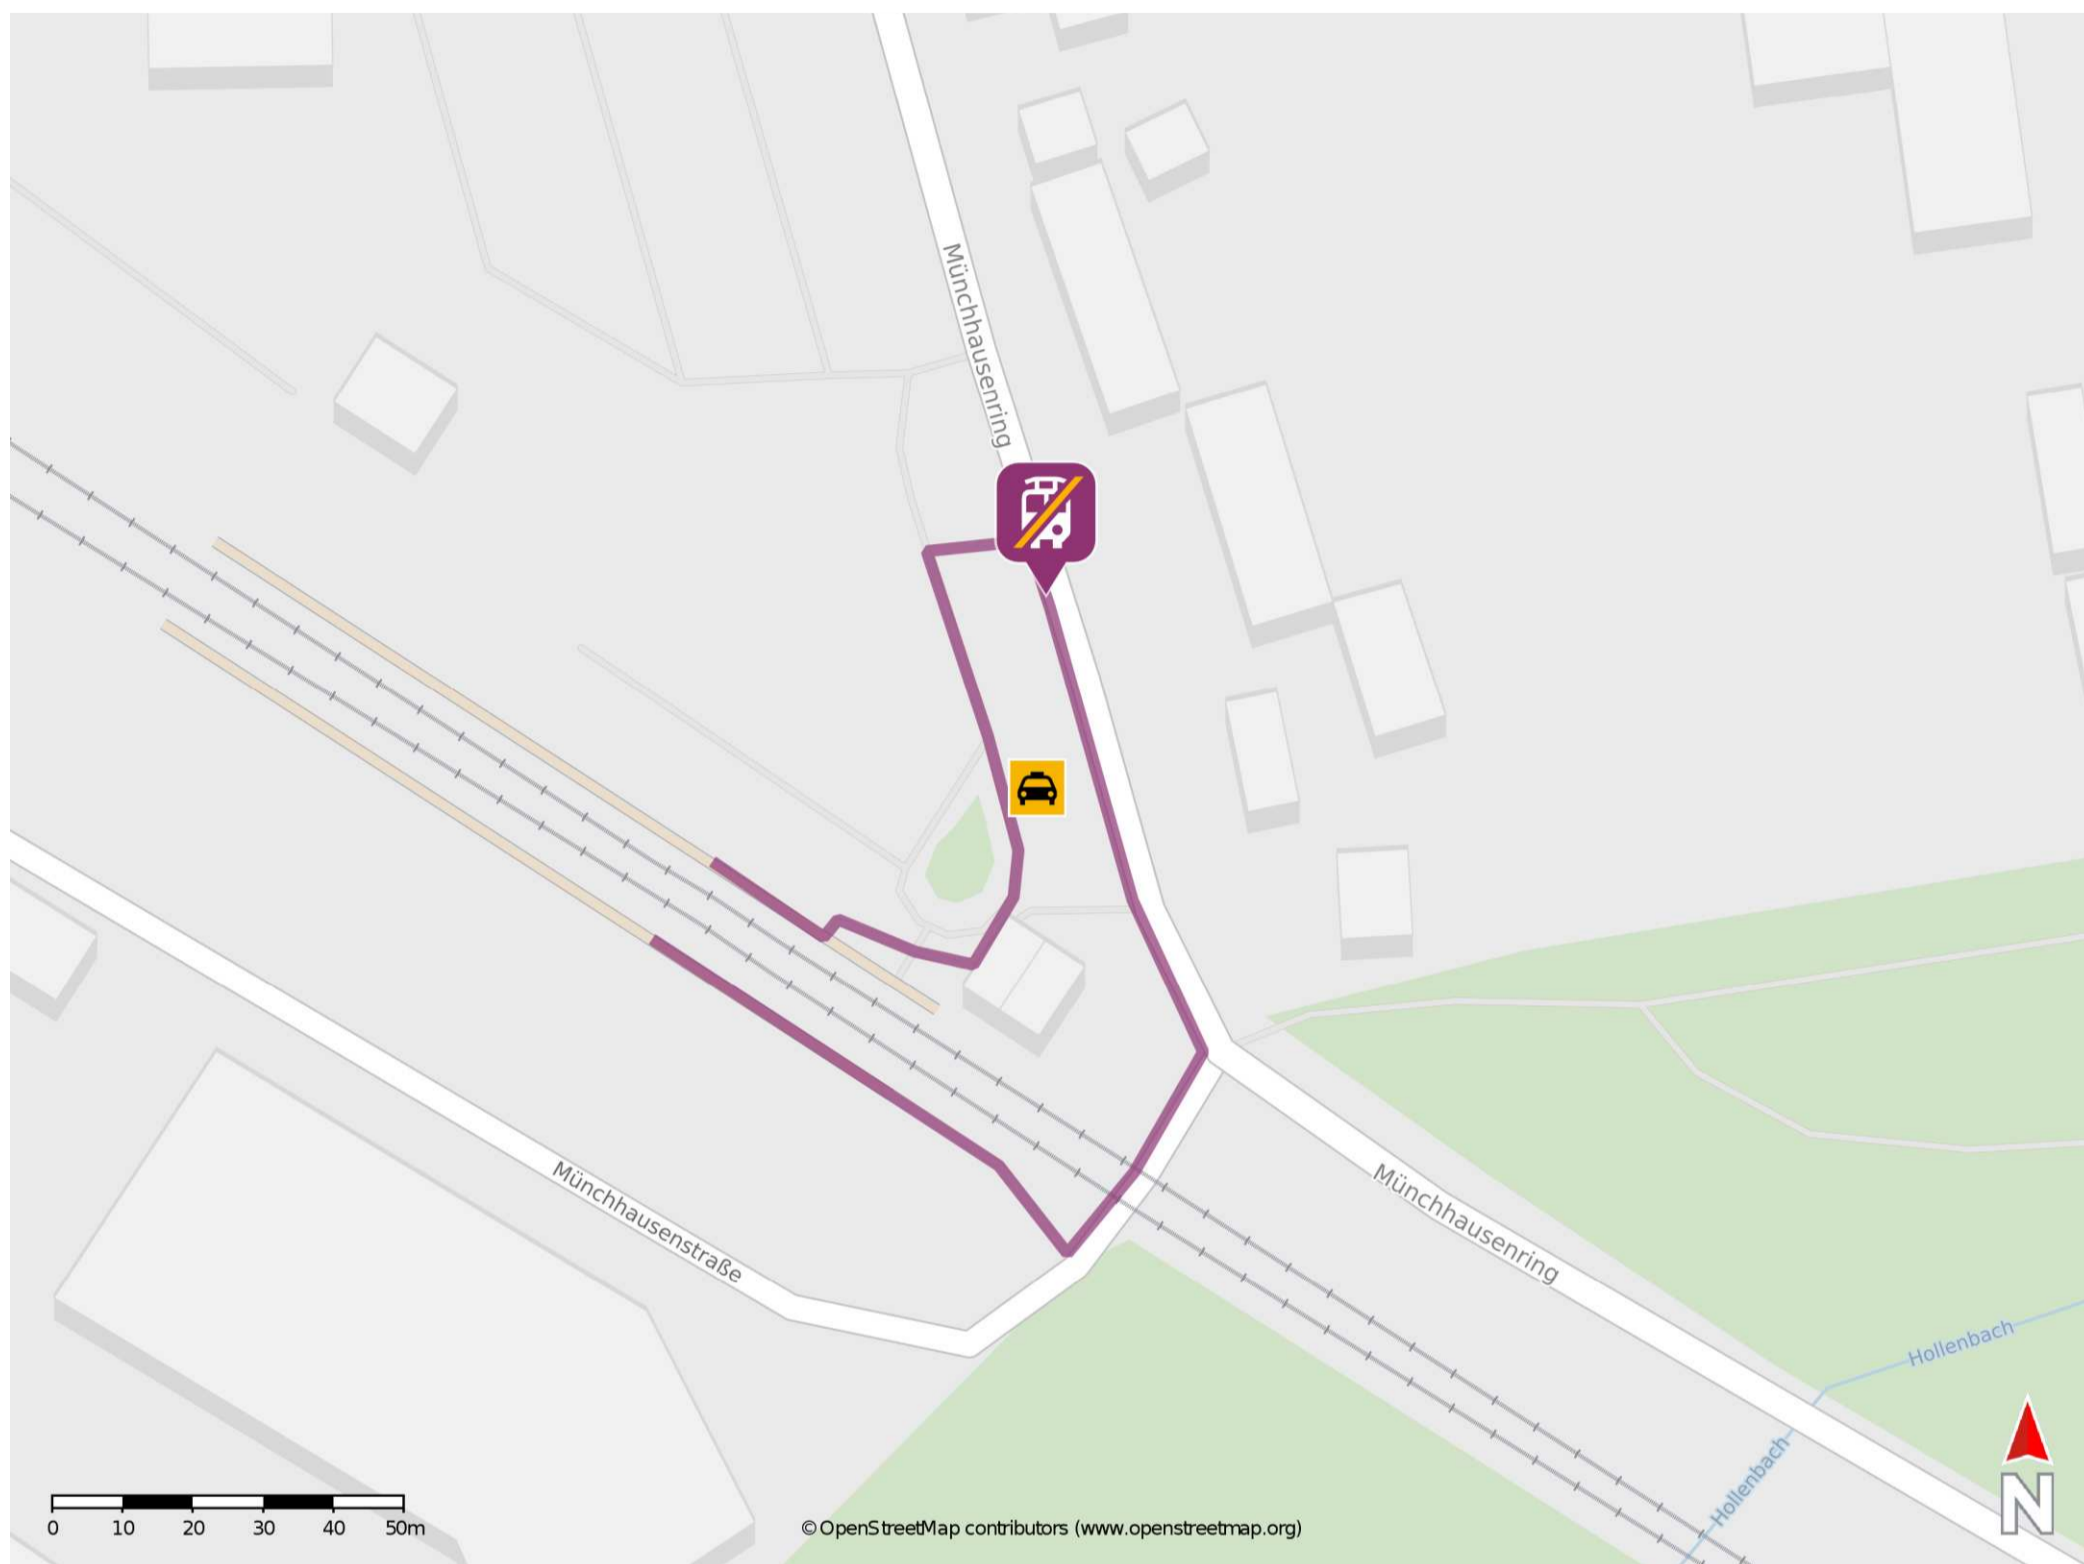 Münchhausenring
Münchhausenstraße
Münchhausenring
Hollenbach
Hollenbach
0 10 20 30 40 50m
© OpenStreetMap contributors (www.openstreetmap.org)
N